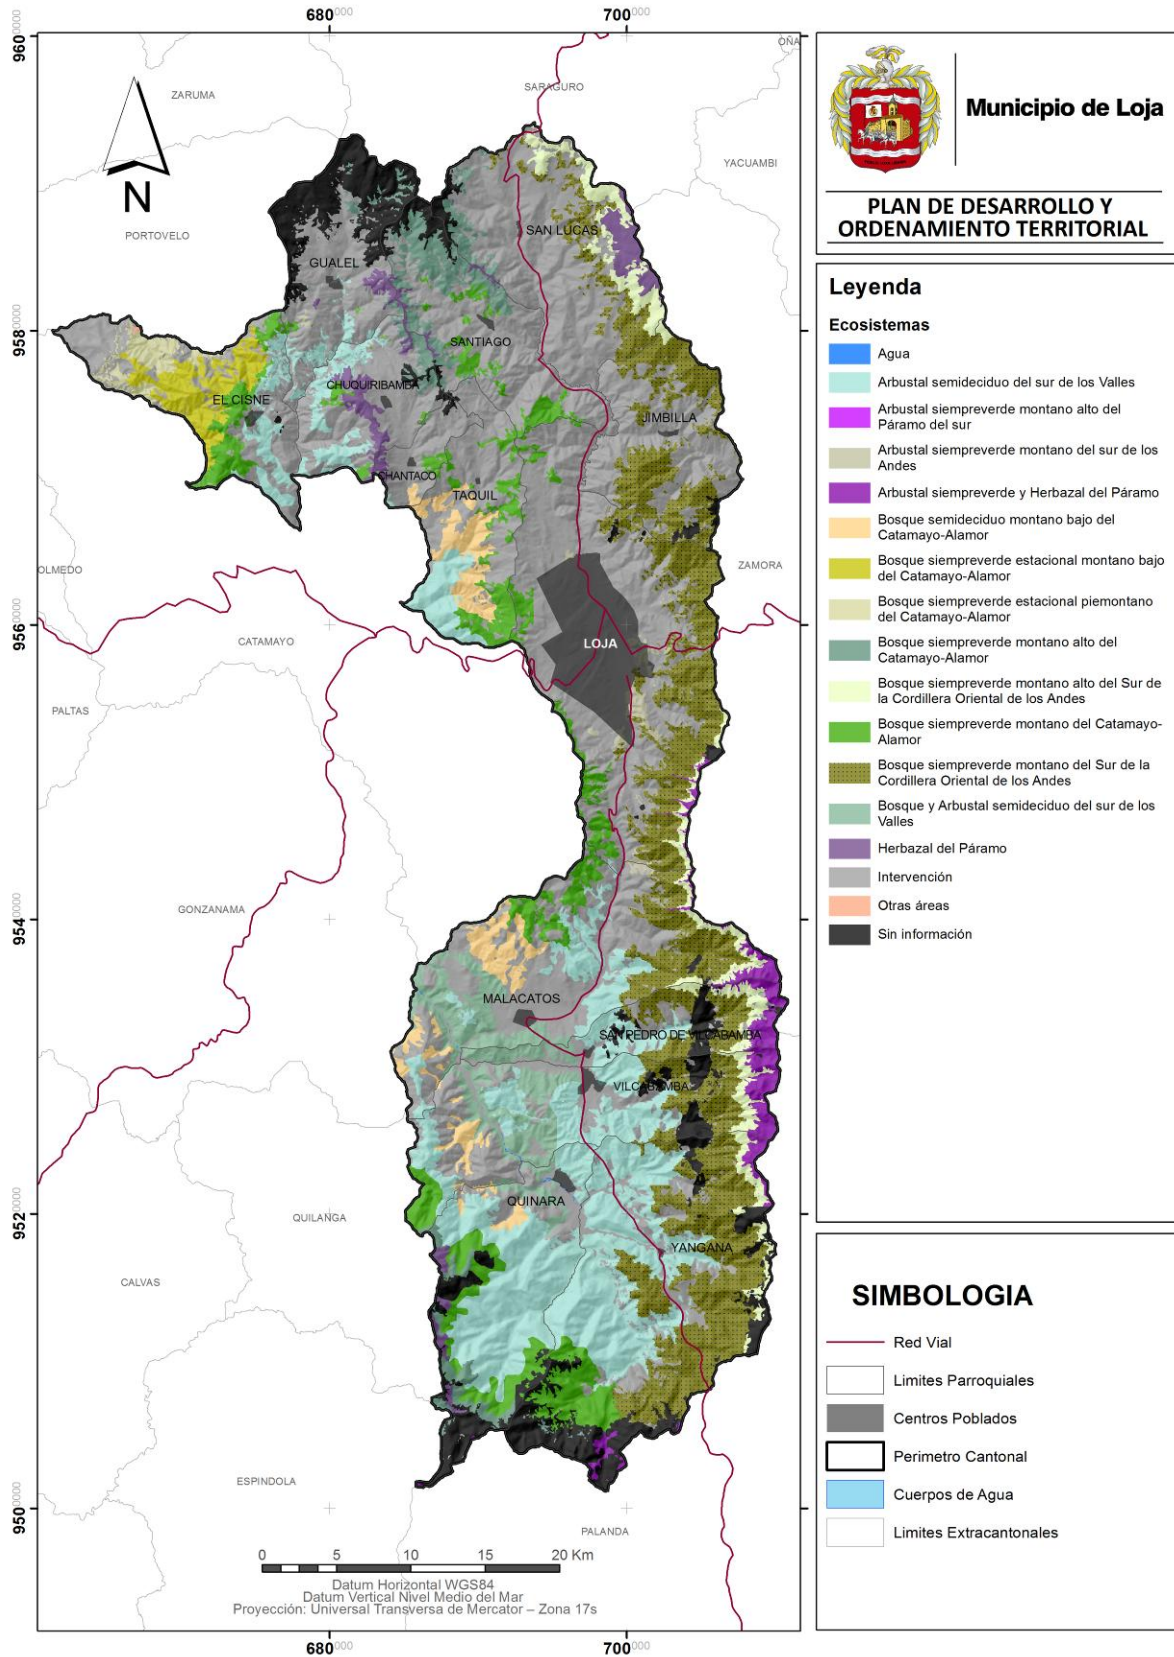 680000
700000
9600000
9580000
9560000
9540000
9520000
9500000
OÑA
ZARUMA
SARAGURO
YACUAMBI
N
PORTOVELO
SAN LUCAS
GUALEL
SANTIAGO
CHUQUIRIBAMBA
EL CISNE
JIMBILLA
CHANTACO
TAQUIL
OLMEDO
ZAMORA
CATAMAYO
LOJA
PALTAS
GONZANAMA
MALACATOS
SAN PEDRO DE VILCABAMBA
VILCABAMBA
QUINARA
QUILANGA
YANGANA
CALVAS
ESPINDOLA
PALANDA
0 5 10 15 20 Km
Datum Horizontal WGS84
Datum Vertical Nivel Medio del Mar
Proyección: Universal Transversa de Mercator – Zona 17s
680000
700000
Municipio de Loja
PLAN DE DESARROLLO Y
ORDENAMIENTO TERRITORIAL
Leyenda
Ecosistemas
Agua
Arbustal semideciduo del sur de los Valles
Arbustal siempreverde montano alto del
Páramo del sur
Arbustal siempreverde montano del sur de los
Andes
Arbustal siempreverde y Herbazal del Páramo
Bosque semideciduo montano bajo del
Catamayo-Alamor
Bosque siempreverde estacional montano bajo
del Catamayo-Alamor
Bosque siempreverde estacional piemontano
del Catamayo-Alamor
Bosque siempreverde montano alto del
Catamayo-Alamor
Bosque siempreverde montano alto del Sur de
la Cordillera Oriental de los Andes
Bosque siempreverde montano del Catamayo-
Alamor
Bosque siempreverde montano del Sur de la
Cordillera Oriental de los Andes
Bosque y Arbustal semideciduo del sur de los
Valles
Herbazal del Páramo
Intervención
Otras áreas
Sin información
SIMBOLOGIA
Red Vial
Limites Parroquiales
Centros Poblados
Perimetro Cantonal
Cuerpos de Agua
Limites Extracantonales